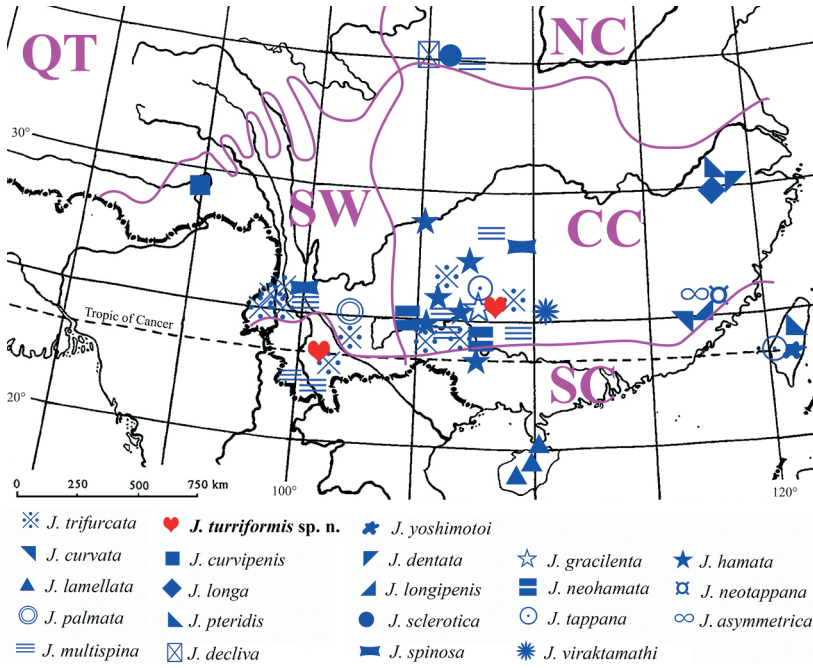 QT
NC
30°
SW
CC
Tropic of Cancer
SC
20°
0 250 500 750 km
100°
120°
J. trifurcata
J. turriformis sp. n.
J. yoshimotoi
J. curvata
J. curvipenis
J. dentata
J. gracilenta
J. hamata
J. lamellata
J. longa
J. longipenis
J. neohamata
J. neotappana
J. palmata
J. pteridis
J. sclerotica
J. tappana
J. asymmetrica
J. multispina
J. decliva
J. spinosa
J. viraktamathi